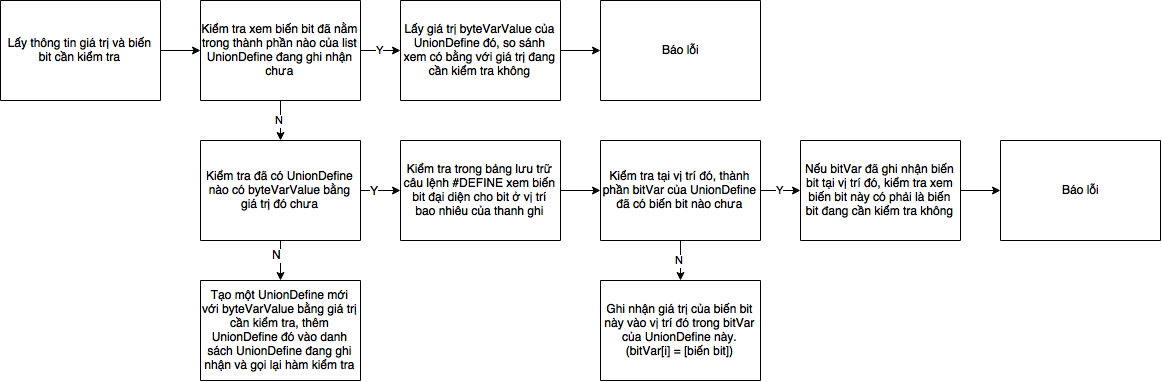 Lấy thông tin giá trị và biến
bit cần kiểm tra
Kiểm tra xem biến bit đã nằm
trong thành phần nào của list
UnionDefine đang ghi nhận
chưa
Y
Lấy giá trị byteVarValue của
UnionDefine đó, so sánh
xem có bằng với giá trị đang
cần kiểm tra không
Báo lỗi
N
Kiểm tra đã có UnionDefine
nào có byteVarValue bằng
giá trị đó chưa
Y
Kiểm tra trong bảng lưu trữ
câu lệnh #DEFINE xem biến
bit đại diện cho bit ở vị trí
bao nhiêu của thanh ghi
Kiểm tra tại vị trí đó, thành
phần bitVar của UnionDefine
đã có biến bit nào chưa
Y
Nếu bitVar đã ghi nhận biến
bit tại vị trí đó, kiểm tra xem
biến bit này có phải là biến
bit đang cần kiểm tra không
Báo lỗi
N
N
Tạo một UnionDefine mới
với byteVarValue bằng giá trị
cần kiểm tra, thêm
UnionDefine đó vào danh
sách UnionDefine đang ghi
nhận và gọi lại hàm kiểm tra
Ghi nhận giá trị của biến bit
này vào vị trí đó trong bitVar
của UnionDefine này.
(bitVar[i] = [biến bit])